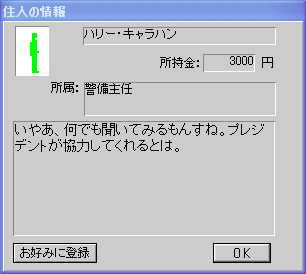 住人の情報
ハリー・キャラハン
所持金: 3000 円
所属: 警備主任
いやあ、何でも聞いてみるもんすね。プレジ
デントが協力してくれるとは。
お好みに登録
OK